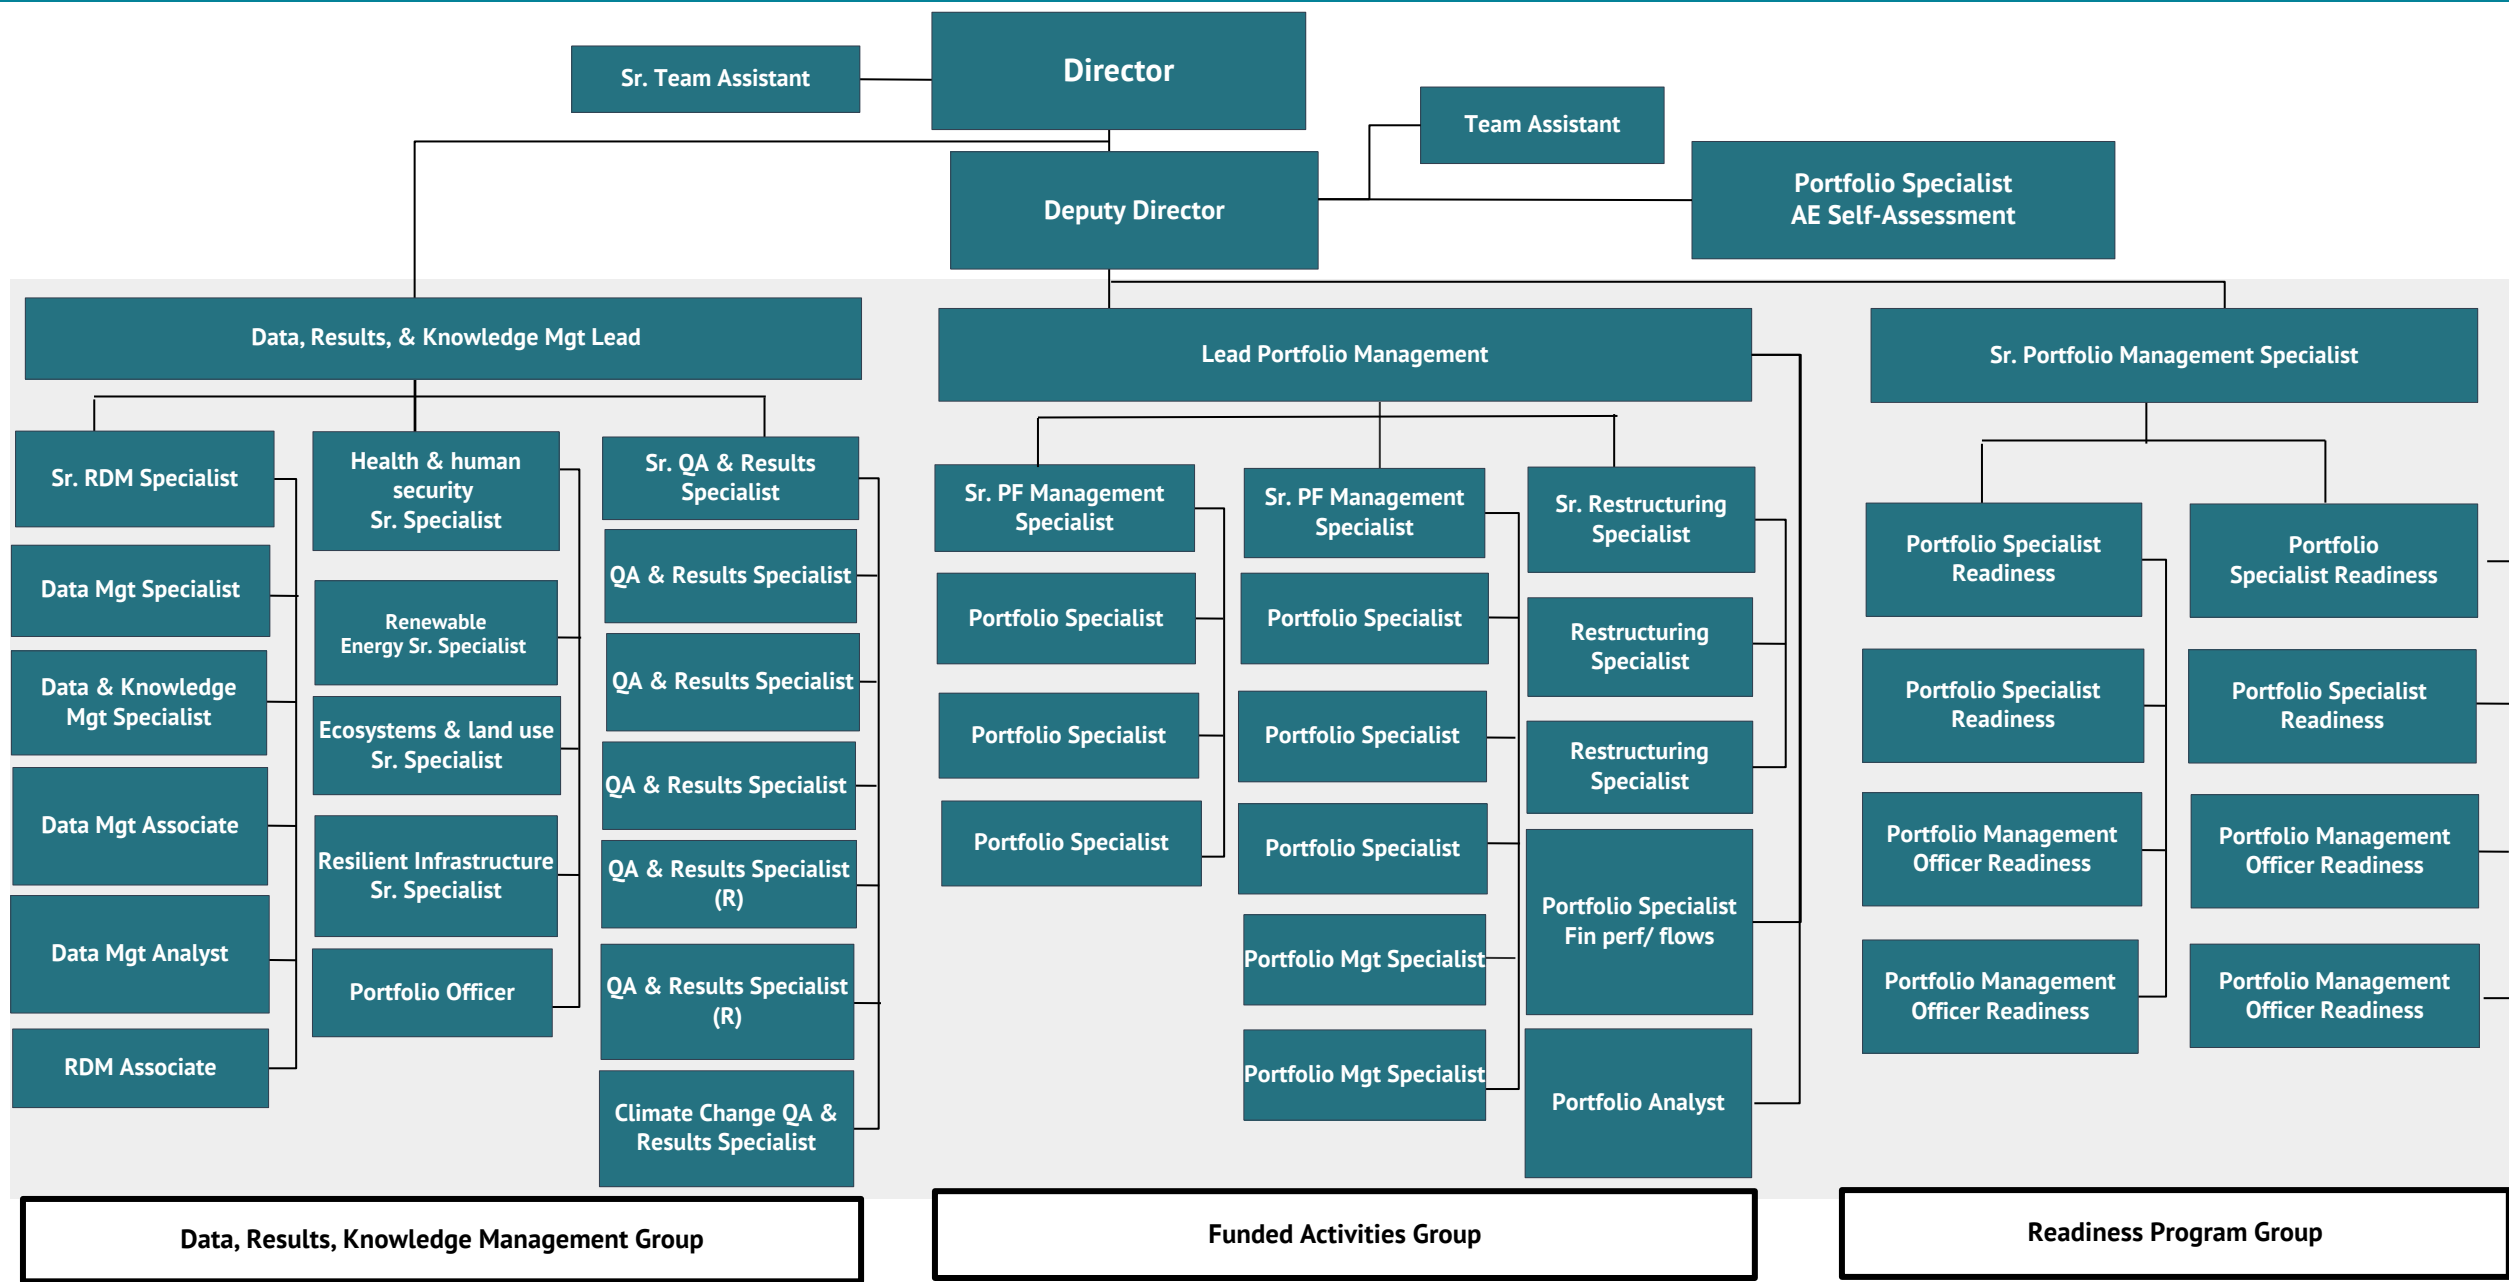 Director
Sr. Team Assistant
Team Assistant
Deputy Director
Portfolio Specialist
AE Self-Assessment
Data, Results, & Knowledge Mgt Lead
Sr. RDM Specialist
Data Mgt Specialist
Data & Knowledge
Mgt Specialist
Data Mgt Associate
Data Mgt Analyst
RDM Associate
Health & human
security
Sr. Specialist
Renewable
Energy Sr. Specialist
Ecosystems & land use
Sr. Specialist
Resilient Infrastructure
Sr. Specialist
Portfolio Officer
Sr. QA & Results
Specialist
QA & Results Specialist
QA & Results Specialist
QA & Results Specialist
QA & Results Specialist
(R)
QA & Results Specialist
(R)
Climate Change QA &
Results Specialist
Data, Results, Knowledge Management Group
Lead Portfolio Management
Sr. PF Management
Specialist
Portfolio Specialist
Portfolio Specialist
Portfolio Specialist
Sr. PF Management
Specialist
Portfolio Specialist
Portfolio Specialist
Portfolio Specialist
Portfolio Mgt Specialist
Portfolio Mgt Specialist
Sr. Restructuring
Specialist
Restructuring
Specialist
Restructuring
Specialist
Portfolio Specialist
Fin perf/ flows
Portfolio Analyst
Funded Activities Group
Sr. Portfolio Management Specialist
Portfolio Specialist
Readiness
Portfolio Specialist
Readiness
Portfolio Management
Officer Readiness
Portfolio Management
Officer Readiness
Portfolio
Specialist Readiness
Portfolio Specialist
Readiness
Portfolio Management
Officer Readiness
Portfolio Management
Officer Readiness
Readiness Program Group